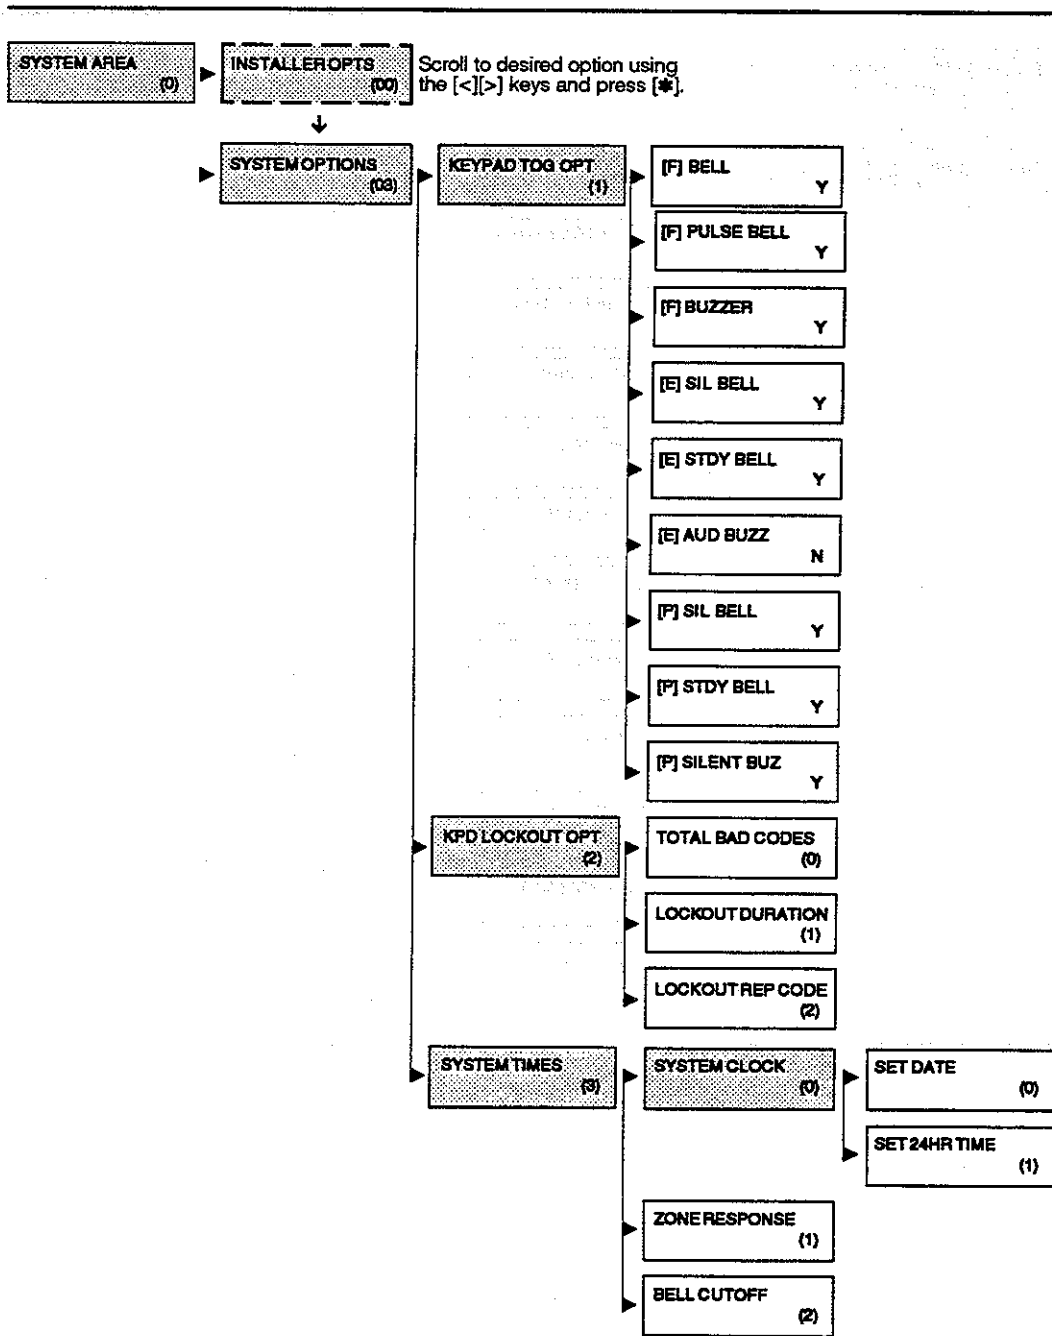 SYSTEM AREA
(0)
INSTALLER OPTS
(00)
Scroll to desired option using
the [<][>] keys and press [✱].
SYSTEM OPTIONS
(03)
KEYPAD TOG OPT
(1)
[F] BELL
Y
[F] PULSE BELL
Y
[F] BUZZER
Y
[E] SIL BELL
Y
[E] STDY BELL
Y
[E] AUD BUZZ
N
[P] SIL BELL
Y
[P] STDY BELL
Y
[P] SILENT BUZ
Y
KPD LOCKOUT OPT
(2)
TOTAL BAD CODES
(0)
LOCKOUT DURATION
(1)
LOCKOUT REP CODE
(2)
SYSTEM TIMES
(3)
SYSTEM CLOCK
(0)
SET DATE
(0)
SET 24HR TIME
(1)
ZONE RESPONSE
(1)
BELL CUTOFF
(2)